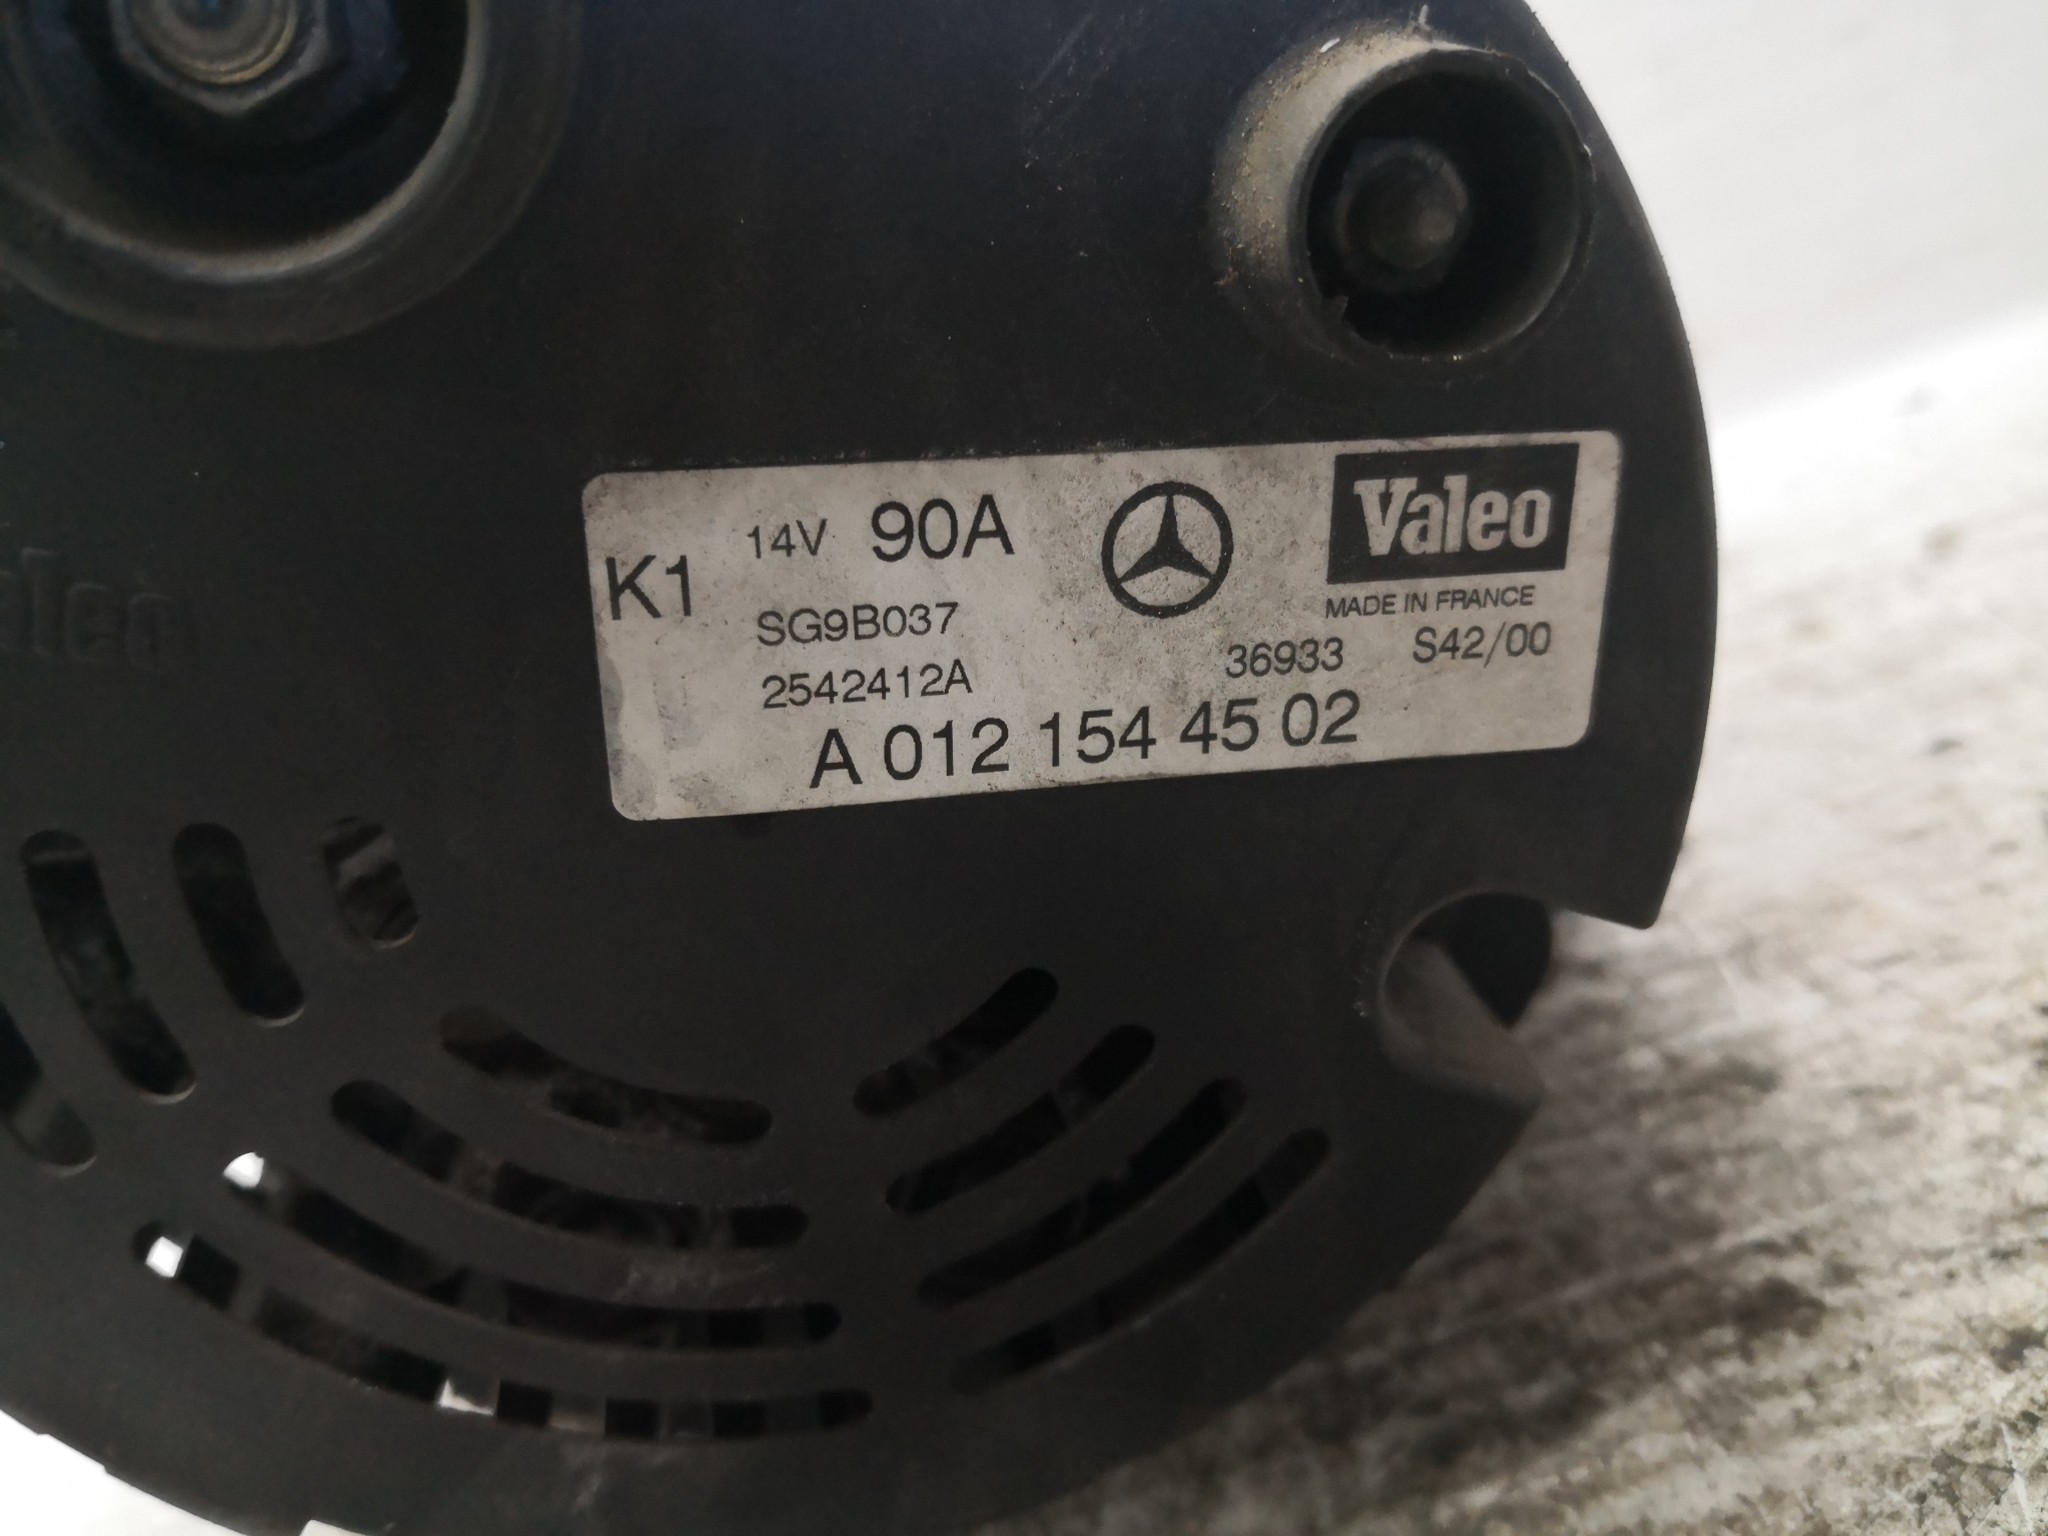 K1 14V 90A Valeo
MADE IN FRANCE
SG9B037
36933 S42/00
2542412A
A 012 154 45 02